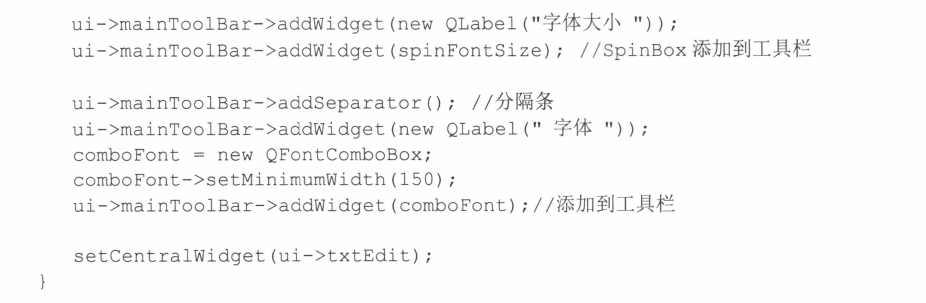 ui->mainToolBar->addWidget(new QLabel("字体大小 "));
ui->mainToolBar->addWidget(spinFontSize); //SpinBox 添加到工具栏
ui->mainToolBar->addSeparator(); //分隔条
ui->mainToolBar->addWidget(new QLabel(" 字体 "));
comboFont = new QFontComboBox;
comboFont->setMinimumWidth(150);
ui->mainToolBar->addWidget(comboFont);//添加到工具栏
setCentralWidget(ui->txtEdit);
}